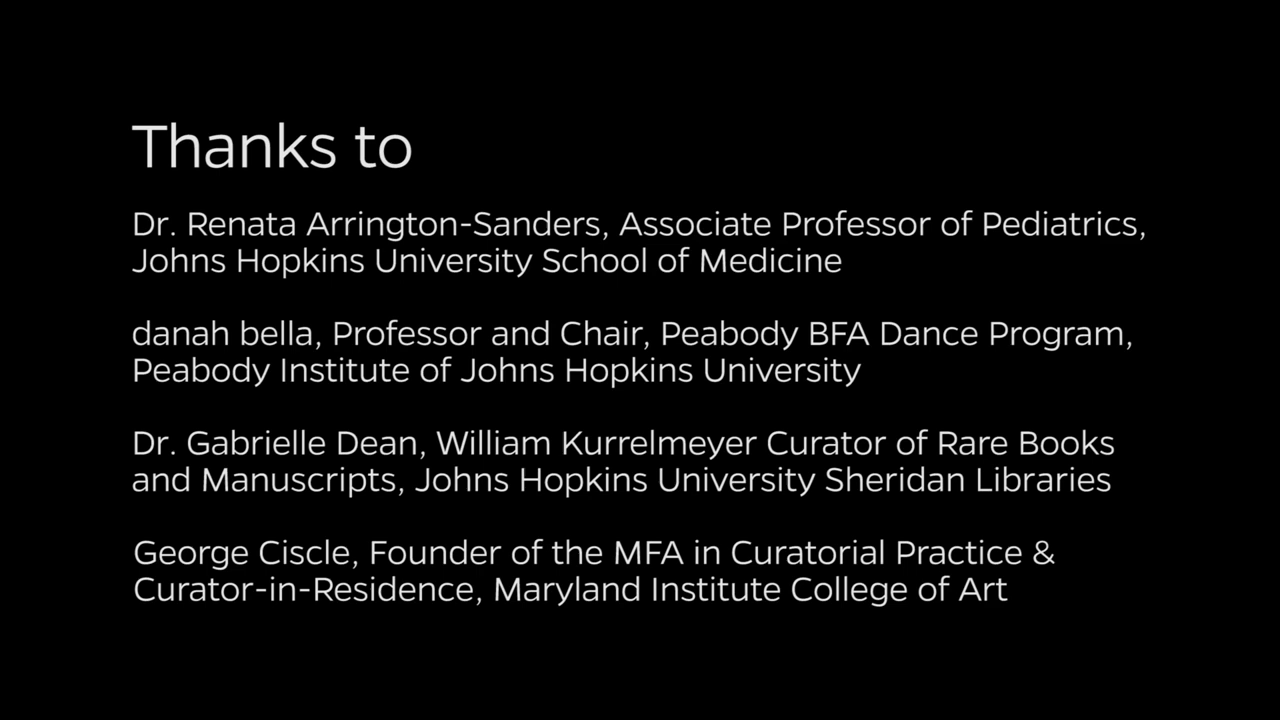 Thanks to
Dr. Renata Arrington-Sanders, Associate Professor of Pediatrics,
Johns Hopkins University School of Medicine
danah bella, Professor and Chair, Peabody BFA Dance Program,
Peabody Institute of Johns Hopkins University
Dr. Gabrielle Dean, William Kurrelmeyer Curator of Rare Books
and Manuscripts, Johns Hopkins University Sheridan Libraries
George Ciscle, Founder of the MFA in Curatorial Practice &
Curator-in-Residence, Maryland Institute College of Art